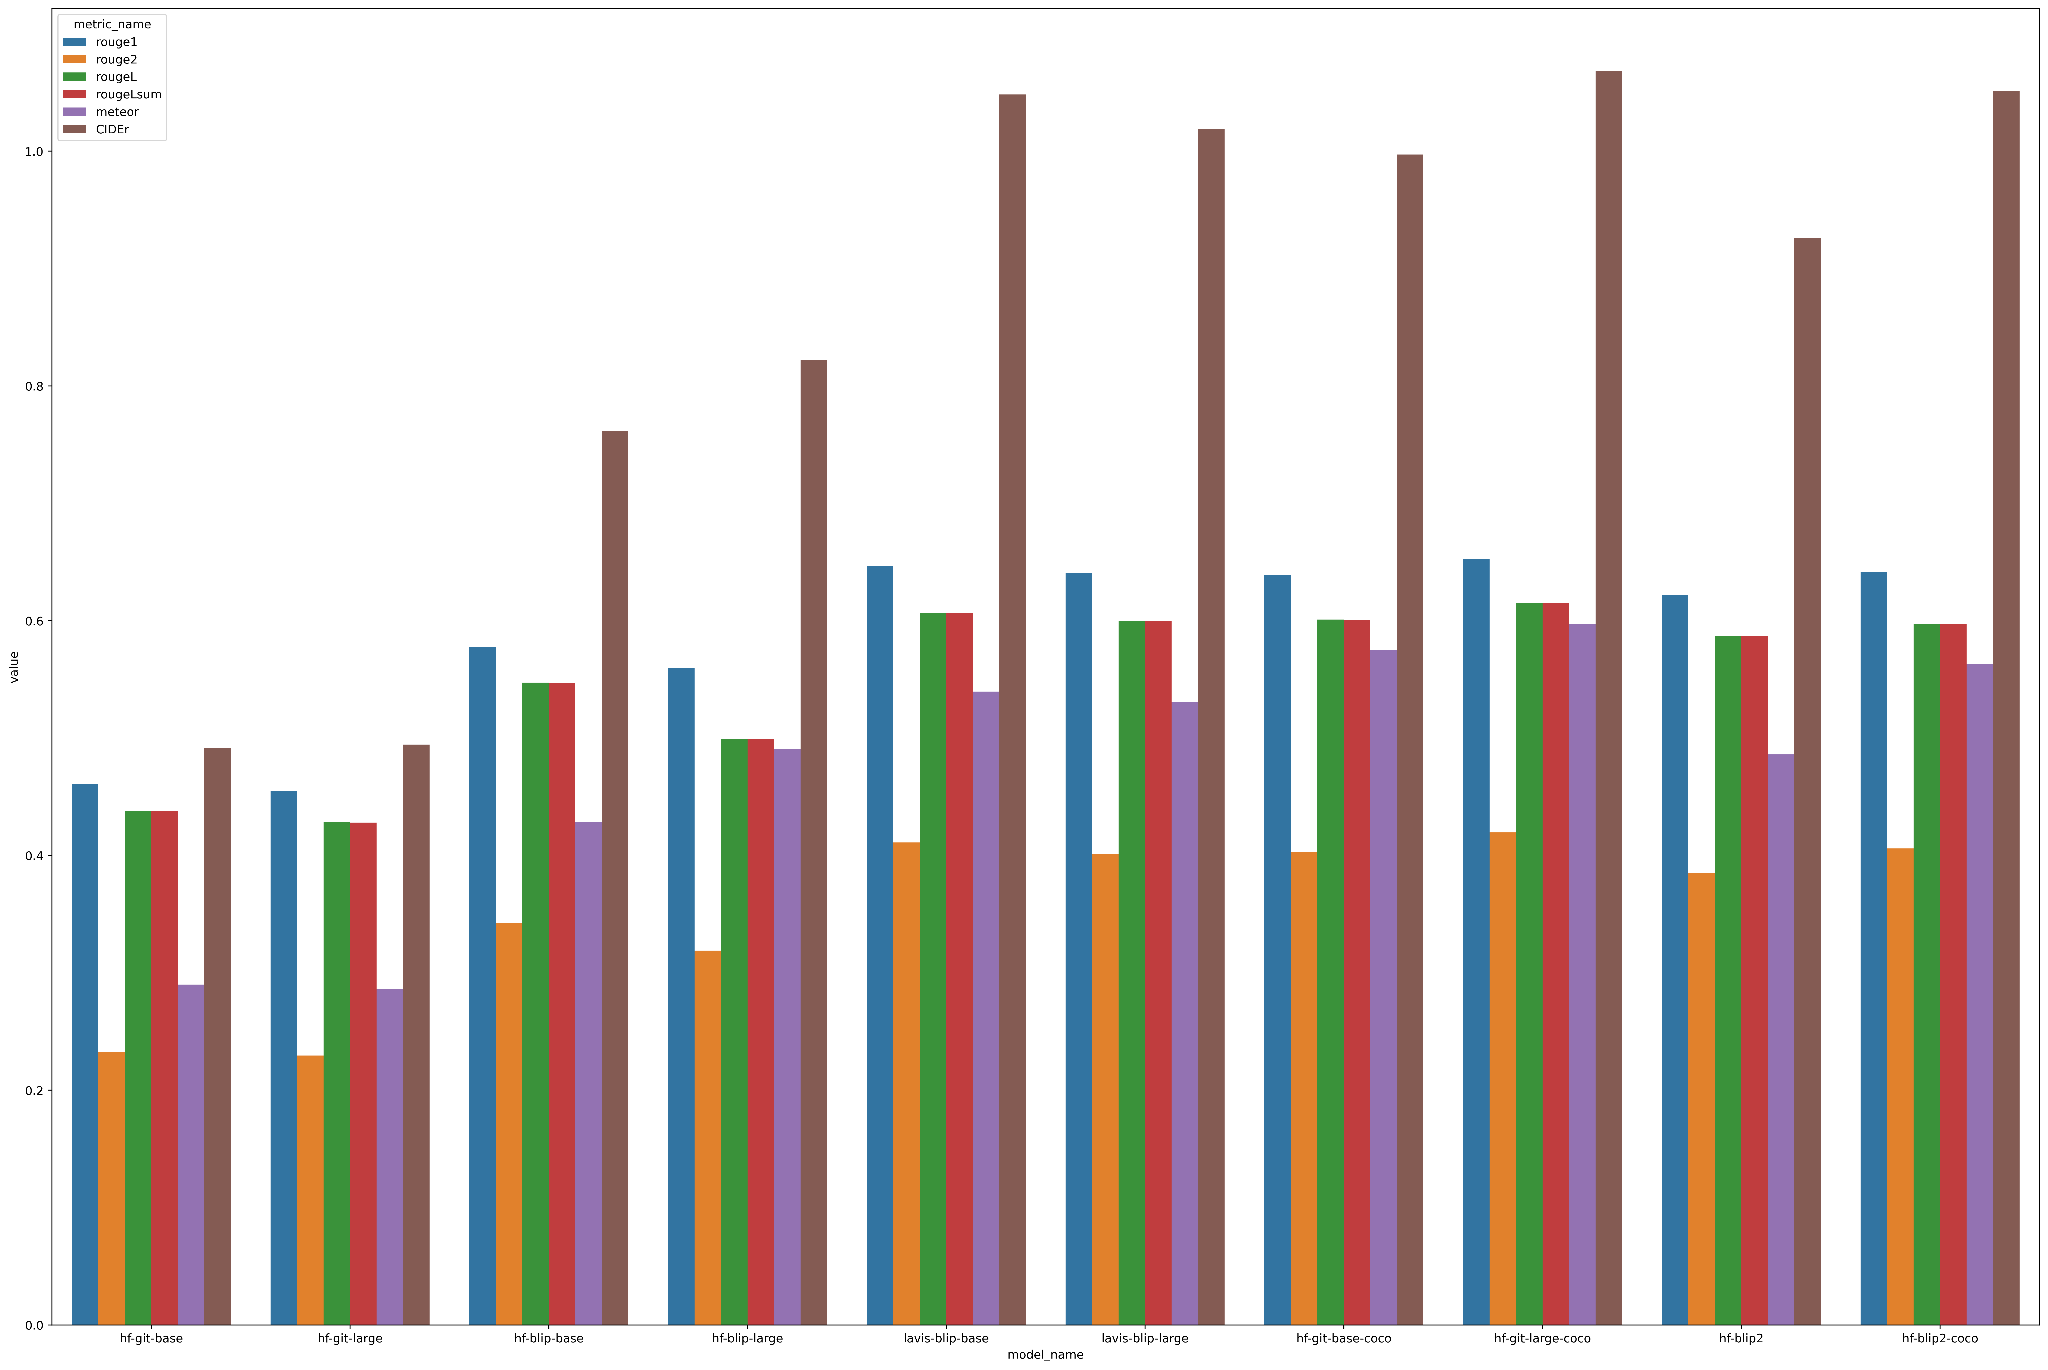 metric_name
rouge1
rouge2
rougeL
rougeLsum
meteor
CIDEr
1.0
0.8
0.6
0.4
0.2
0.0
value
hf-git-base hf-git-large hf-blip-base hf-blip-large lavis-blip-base lavis-blip-large hf-git-base-coco hf-git-large-coco hf-blip2 hf-blip2-coco
model_name